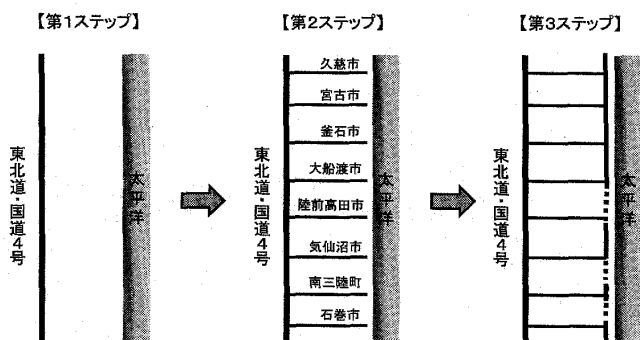 【第1ステップ】
東北道・国道4号
太平洋
【第2ステップ】
東北道・国道4号
久慈市
宮古市
釜石市
大船渡市
陸前高田市
気仙沼市
南三陸町
石巻市
太平洋
【第3ステップ】
東北道・国道4号
太平洋